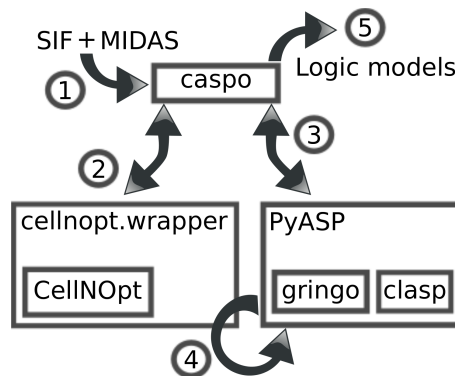 5
SIF + MIDAS
Logic models
caspo
1
3
2
cellnopt.wrapper
PyASP
CellNOpt
gringo
clasp
4